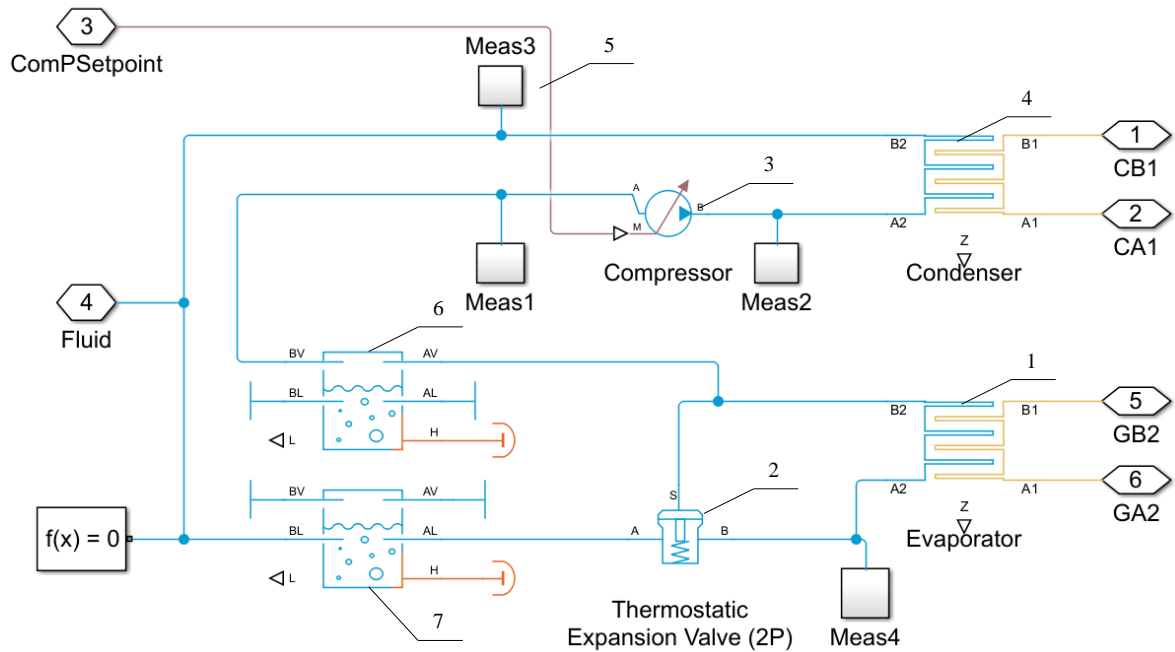 3
ComPSetpoint
Meas3
5
4
B2
B1
1
CB1
A
3
B
M
Compressor
Meas1
Meas2
A2
A1
2
CA1
Z
Condenser
4
Fluid
6
BV
AV
BL
AL
L
H
1
B2
B1
5
GB2
A2
A1
6
GA2
Z
Evaporator
S
2
BV
AV
f(x) = 0
BL
AL
A
B
L
H
7
Thermostatic
Expansion Valve (2P)
Meas4